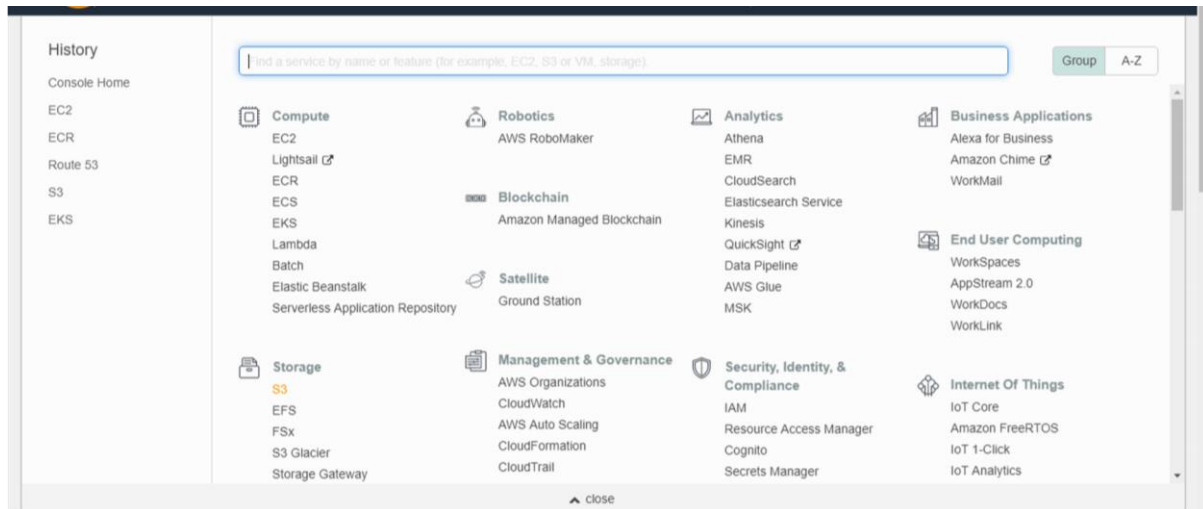 History
Console Home
EC2
ECR
Route 53
S3
EKS
Find a service by name or feature (for example, EC2, S3 or VM, storage).
Group
A-Z
Compute
EC2
Lightsail
ECR
ECS
EKS
Lambda
Batch
Elastic Beanstalk
Serverless Application Repository
Storage
S3
EFS
FSx
S3 Glacier
Storage Gateway
Robotics
AWS RoboMaker
Blockchain
Amazon Managed Blockchain
Satellite
Ground Station
Management & Governance
AWS Organizations
CloudWatch
AWS Auto Scaling
CloudFormation
CloudTrail
Analytics
Athena
EMR
CloudSearch
Elasticsearch Service
Kinesis
QuickSight
Data Pipeline
AWS Glue
MSK
Security, Identity, &
Compliance
IAM
Resource Access Manager
Cognito
Secrets Manager
Business Applications
Alexa for Business
Amazon Chime
WorkMail
End User Computing
WorkSpaces
AppStream 2.0
WorkDocs
WorkLink
Internet Of Things
IoT Core
Amazon FreeRTOS
IoT 1-Click
IoT Analytics
close